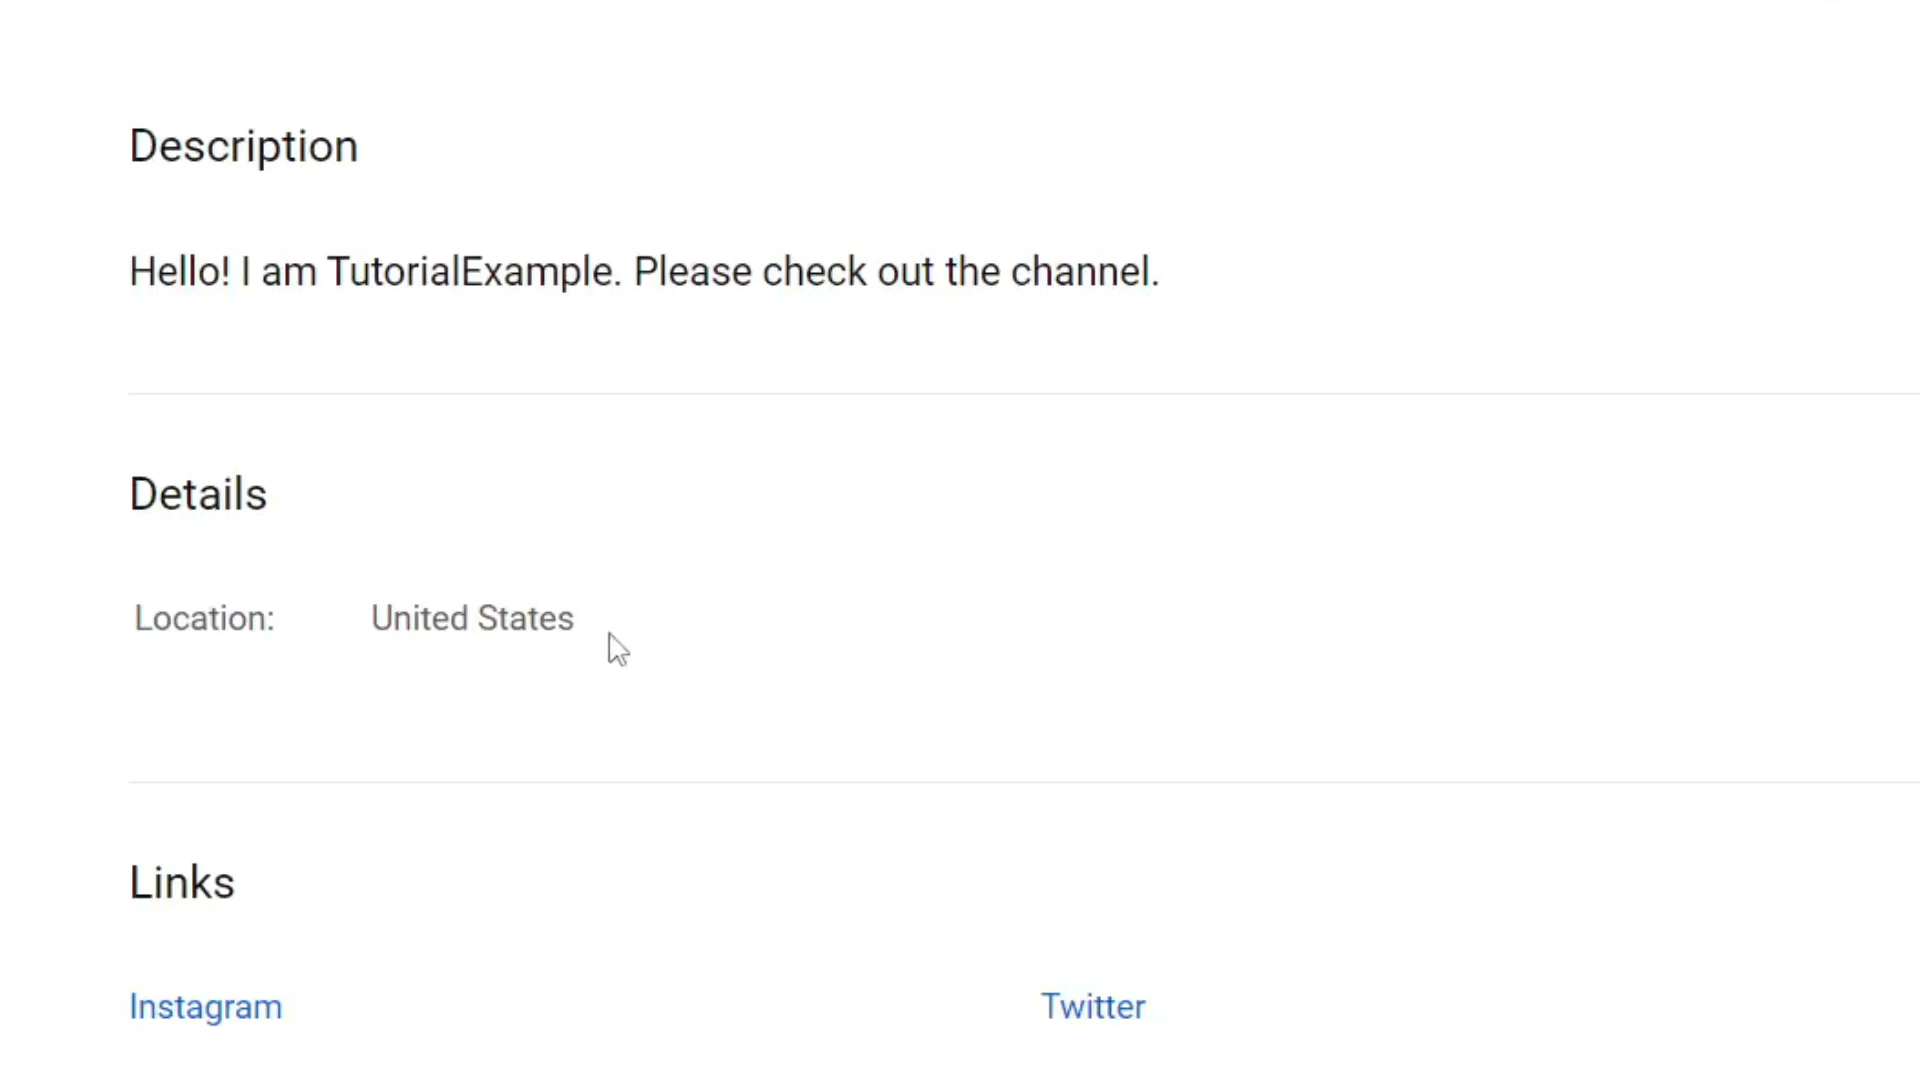 Description
Hello! I am TutorialExample. Please check out the channel.
Details
Location: United States
Links
Instagram Twitter